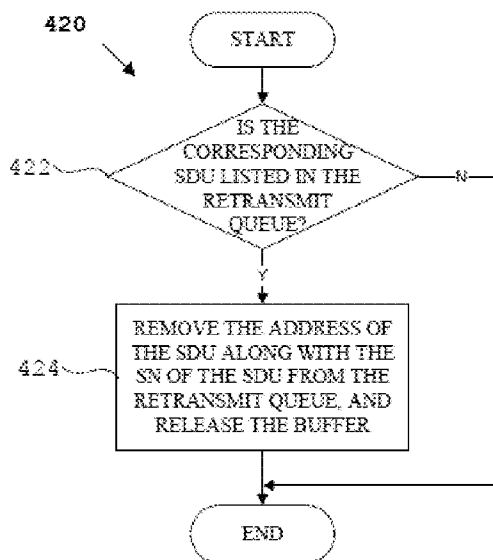 420
START
IS THE
CORRESPONDING
SDU LISTED IN THE
RETRANSMIT
QUEUE?
422
N
Y
REMOVE THE ADDRESS OF
THE SDU ALONG WITH THE
SN OF THE SDU FROM THE
RETRANSMIT QUEUE, AND
RELEASE THE BUFFER
424
END